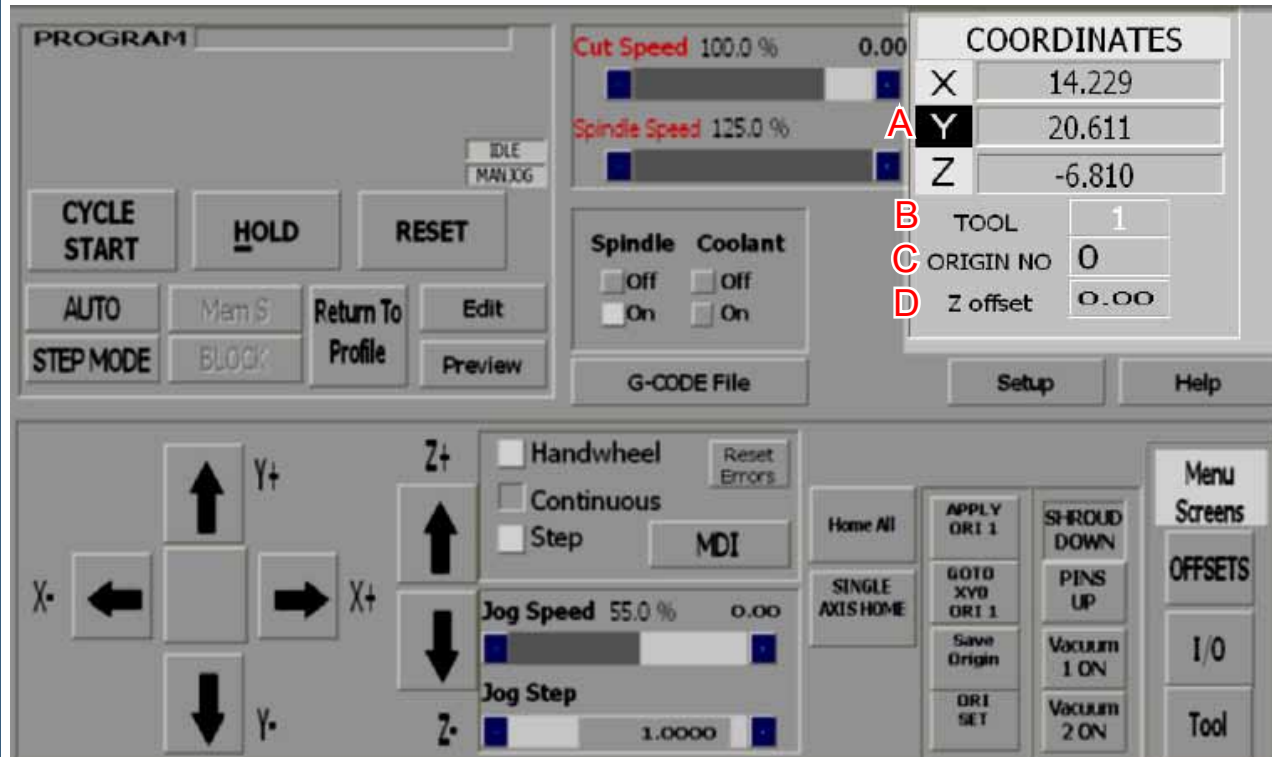 PROGRAM
IDLE
MANJOG
CYCLE
START
HOLD
RESET
AUTO
Mem S
Return To
Profile
Edit
STEP MODE
BLOCK
Preview
Cut Speed 100.0 % 0.00
Spindle Speed 125.0 %
Spindle Coolant
Off Off
On On
G-CODE File
COORDINATES
X 14.229
A Y 20.611
Z -6.810
B TOOL 1
C ORIGIN NO 0
D Z offset 0.00
Setup
Help
Y+
X-
X+
Y-
Z+
Z-
Handwheel
Continuous
Step
Reset
Errors
MDI
Jog Speed 55.0 % 0.00
Jog Step
1.0000
Home All
SINGLE
AXIS HOME
APPLY
ORI 1
GOTO
XY0
ORI 1
Save
Origin
ORI
SET
SHROUD
DOWN
PINS
UP
Vacuum
1 ON
Vacuum
2 ON
Menu
Screens
OFFSETS
I/O
Tool